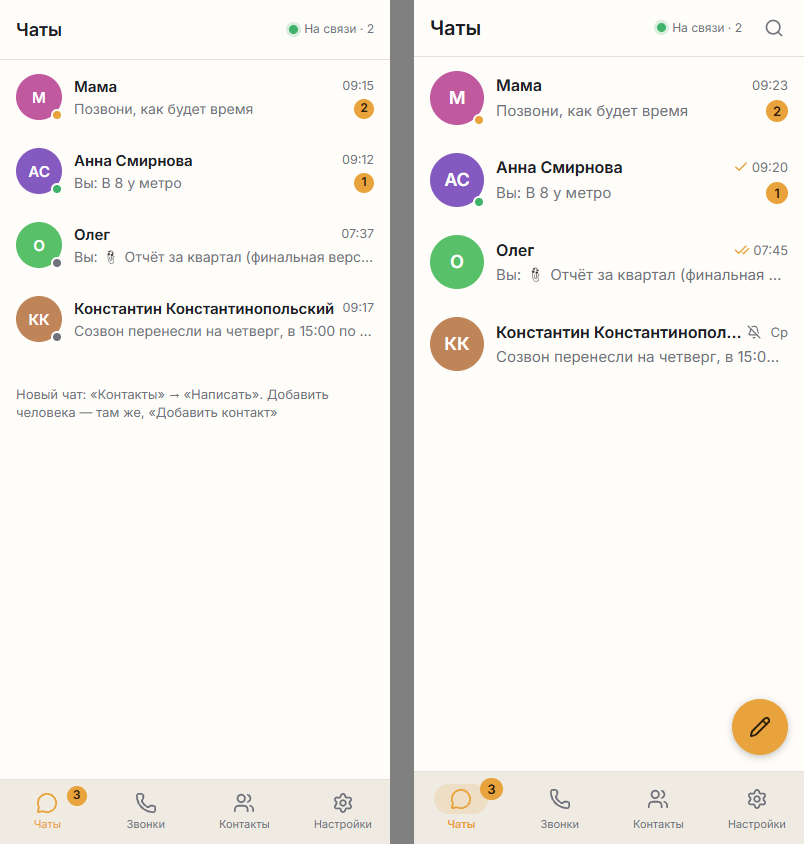 Чаты
На связи · 2
М
Мама
09:15
Позвони, как будет время
2
АС
Анна Смирнова
09:12
Вы: В 8 у метро
1
О
Олег
07:37
Вы: 📎 Отчёт за квартал (финальная верс...
КК
Константин Константинопольский
09:17
Созвон перенесли на четверг, в 15:00 по ...
Новый чат: «Контакты» → «Написать». Добавить
человека — там же, «Добавить контакт»
3
Чаты
Звонки
Контакты
Настройки
Чаты
На связи · 2
М
Мама
09:23
Позвони, как будет время
2
АС
Анна Смирнова
09:20
Вы: В 8 у метро
1
О
Олег
07:45
Вы: 📎 Отчёт за квартал (финальная ...
КК
Константин Константинопол...
Ср
Созвон перенесли на четверг, в 15:0...
3
Чаты
Звонки
Контакты
Настройки